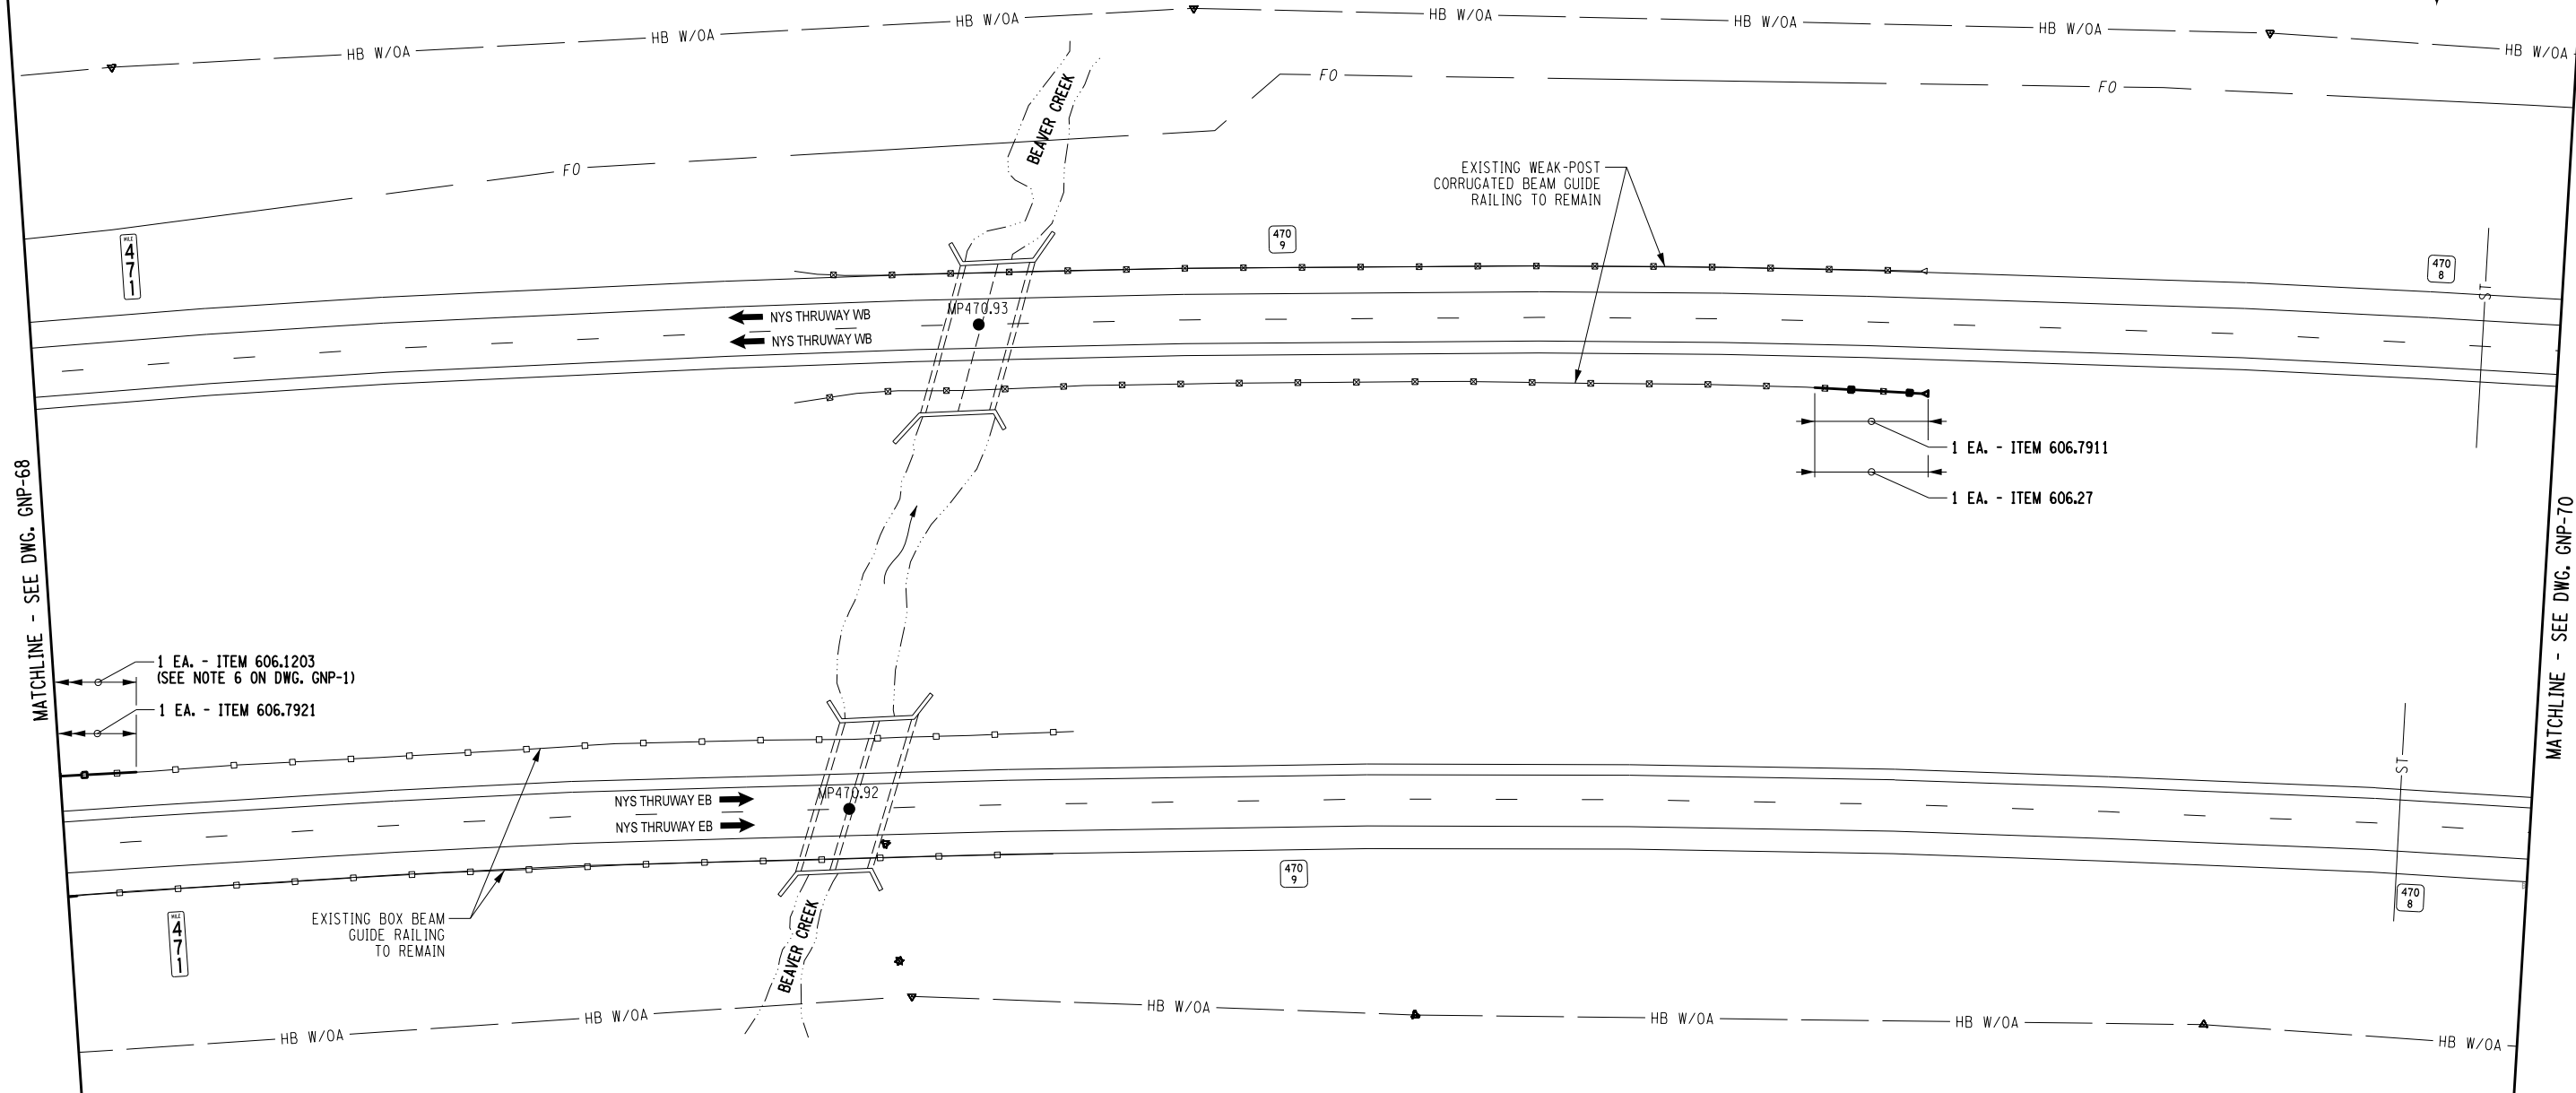 HB W/OA
HB W/OA
HB W/OA
HB W/OA
HB W/OA
HB W/OA
HB W/OA
FO
FO
FO
BEAVER CREEK
EXISTING WEAK-POST
CORRUGATED BEAM GUIDE
RAILING TO REMAIN
MILE
4
7
1
470
9
470
8
ST
MP470.93
NYS THRUWAY WB
NYS THRUWAY WB
1 EA. - ITEM 606.7911
1 EA. - ITEM 606.27
MATCHLINE - SEE DWG. GNP-68
MATCHLINE - SEE DWG. GNP-70
1 EA. - ITEM 606.1203
(SEE NOTE 6 ON DWG. GNP-1)
1 EA. - ITEM 606.7921
ST
MP470.92
NYS THRUWAY EB
NYS THRUWAY EB
470
9
470
8
EXISTING BOX BEAM
GUIDE RAILING
TO REMAIN
MILE
4
7
1
BEAVER CREEK
HB W/OA
HB W/OA
HB W/OA
HB W/OA
HB W/OA
HB W/OA